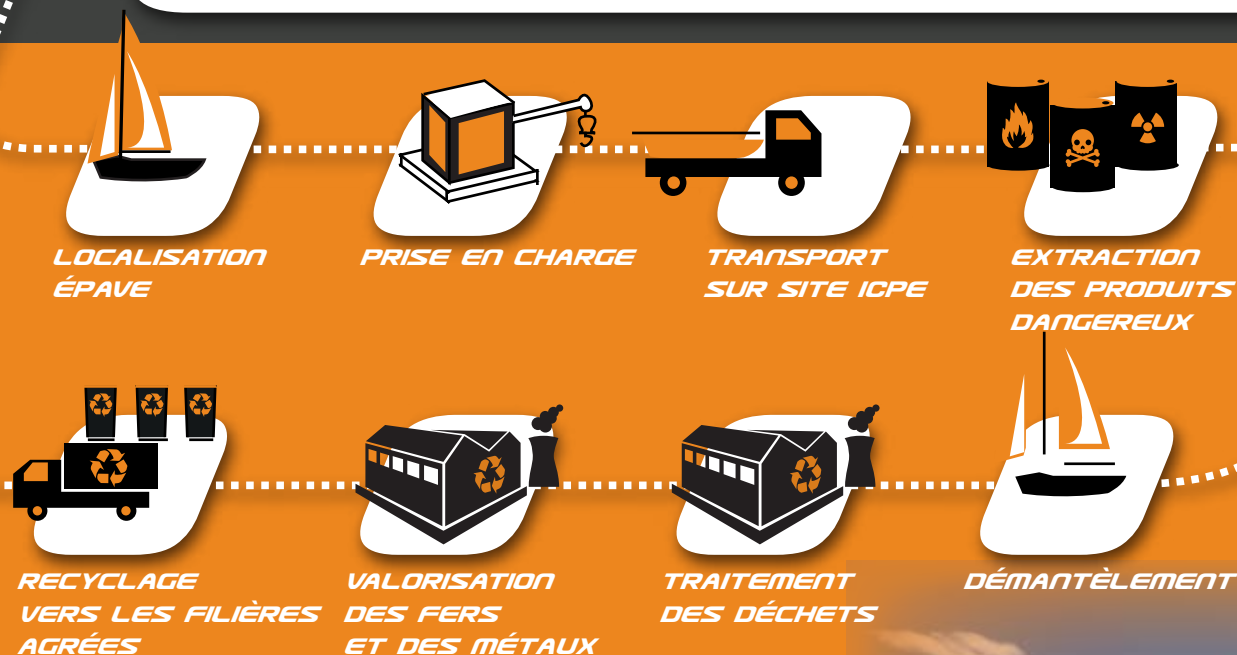 LOCALISATION
ÉPAVE
PRISE EN CHARGE
TRANSPORT
SUR SITE ICPE
EXTRACTION
DES PRODUITS
DANGEREUX
RECYCLAGE
VERS LES FILIÈRES
AGRÉES
VALORISATION
DES FERS
ET DES MÉTAUX
TRAITEMENT
DES DÉCHETS
DÉMANTÈLEMENT